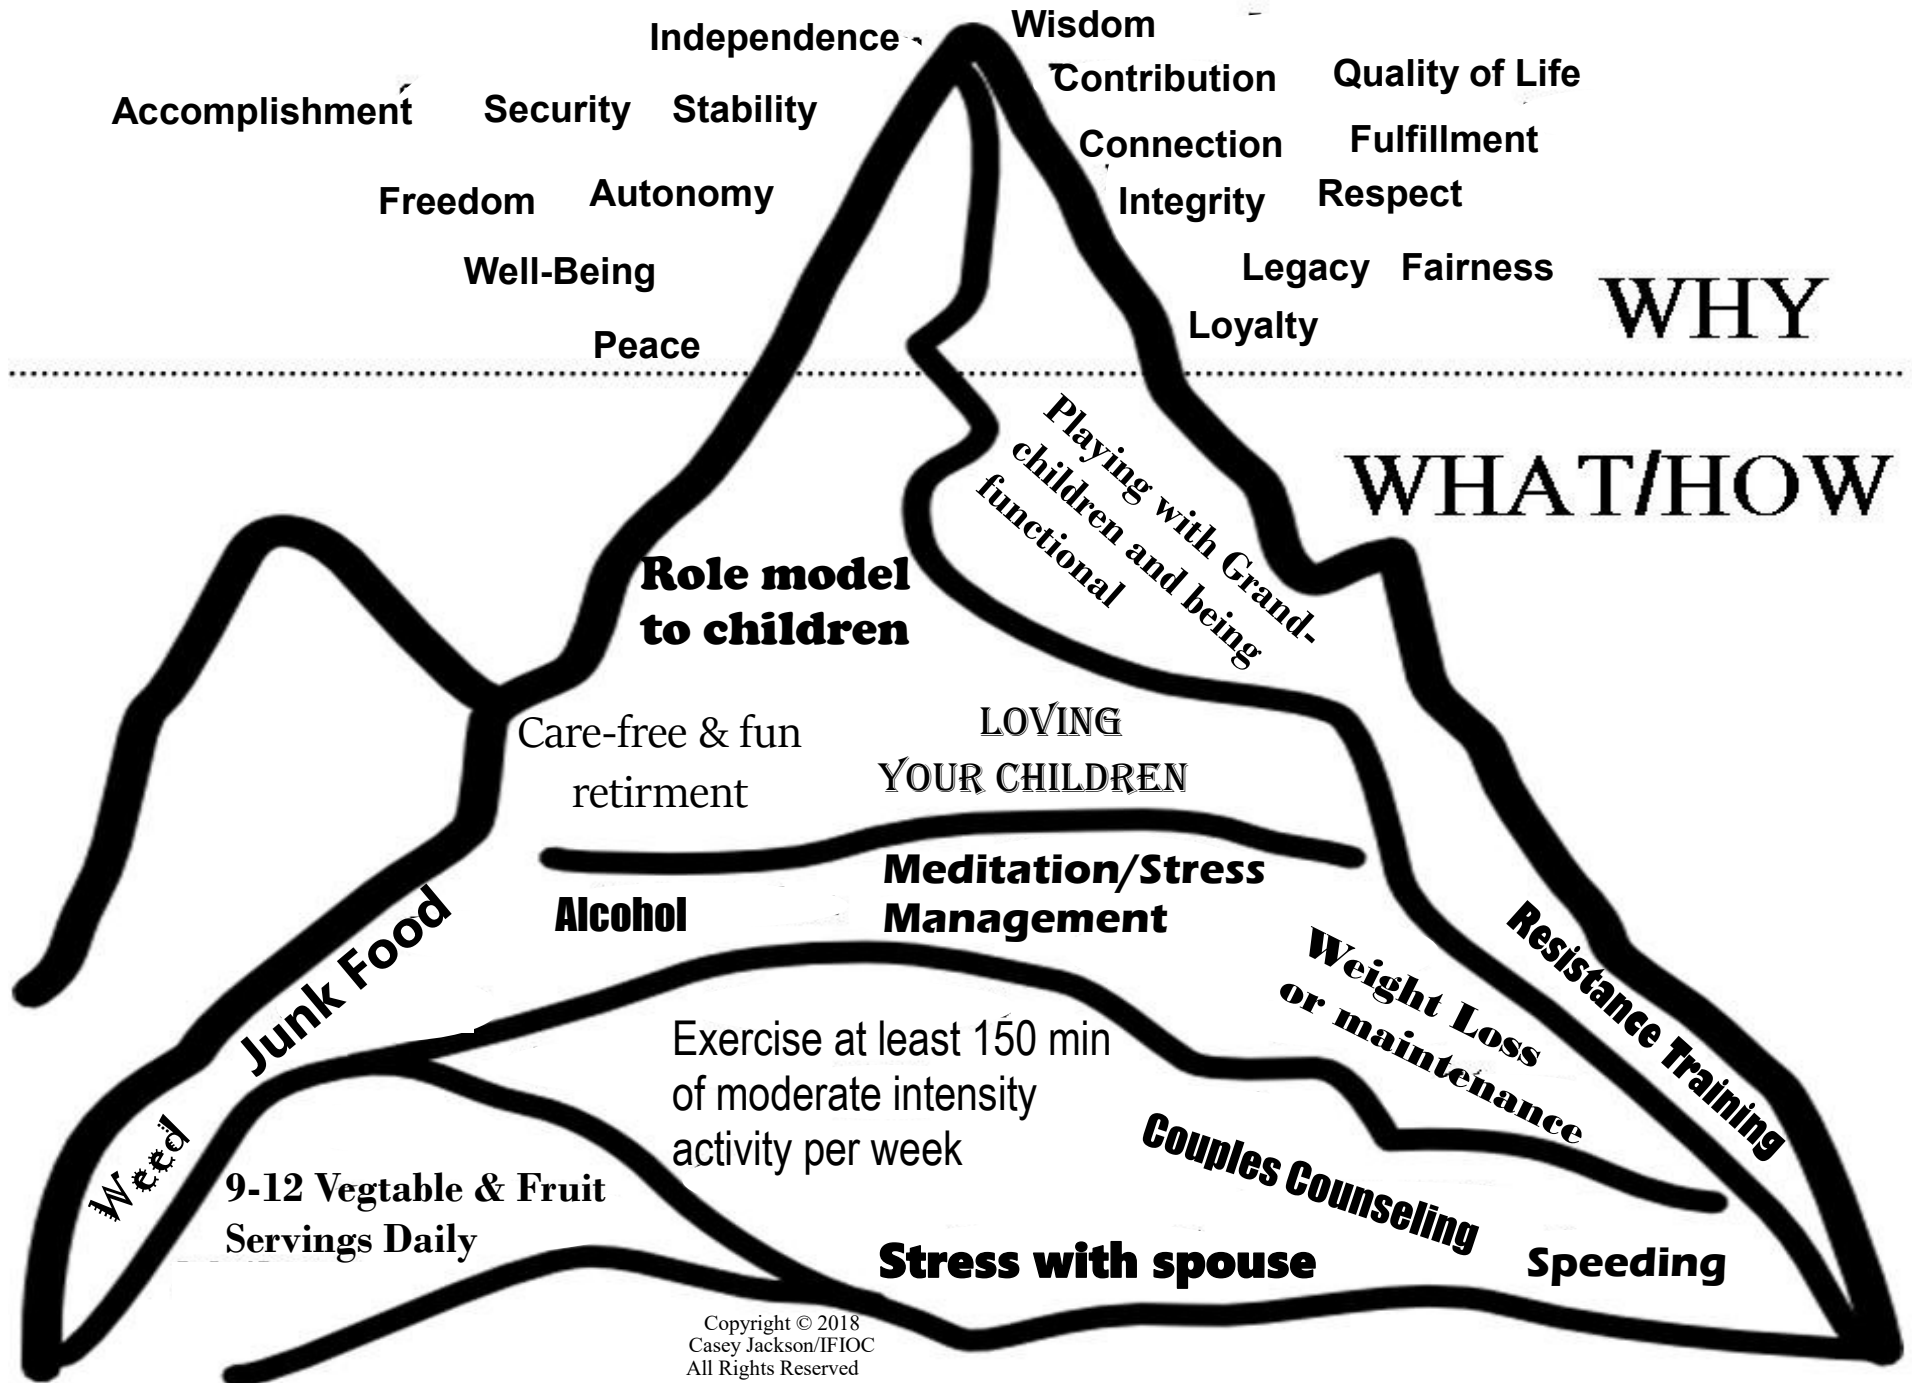 Independence
Wisdom
Contribution
Quality of Life
Accomplishment
Security
Stability
Connection
Fulfillment
Freedom
Autonomy
Integrity
Respect
Well-Being
Legacy
Fairness
WHY
Loyalty
Peace
WHAT/HOW
Playing with Grand-
children and being
functional
Role model
to children
Care-free & fun
retirment
LOVING
YOUR CHILDREN
Meditation/Stress
Management
Alcohol
Junk Food
Weight Loss
or maintenance
Resistance Training
Exercise at least 150 min
of moderate intensity
activity per week
Weed
9-12 Vegtable & Fruit
Servings Daily
Couples Counseling
Stress with spouse
Speeding
Copyright © 2018
Casey Jackson/IFIOC
All Rights Reserved